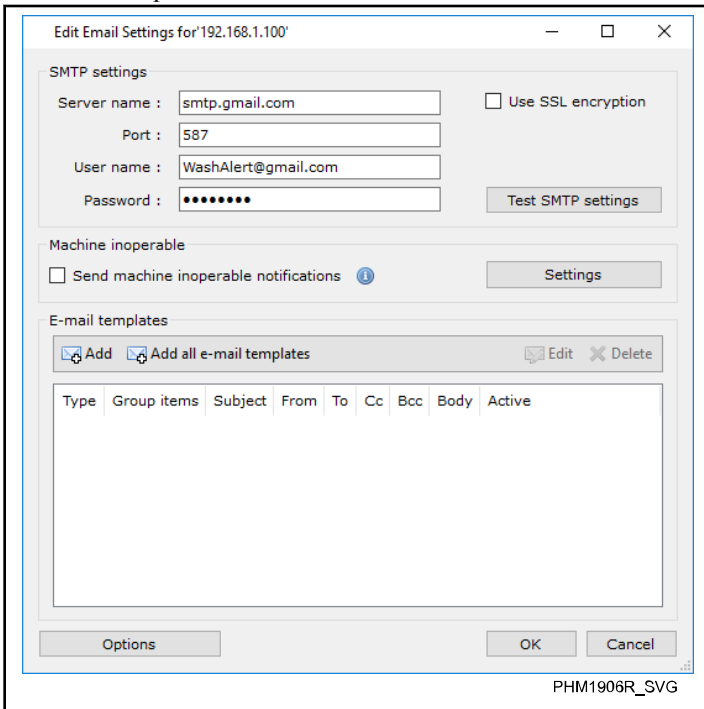 Edit Email Settings for'192.168.1.100'
SMTP settings
Server name : smtp.gmail.com Use SSL encryption
Port : 587
User name : WashAlert@gmail.com
Password : •••••••• Test SMTP settings
Machine inoperable
Send machine inoperable notifications Settings
E-mail templates
Add Add all e-mail templates Edit Delete
Type Group items Subject From To Cc Bcc Body Active
Options OK Cancel
PHM1906R_SVG